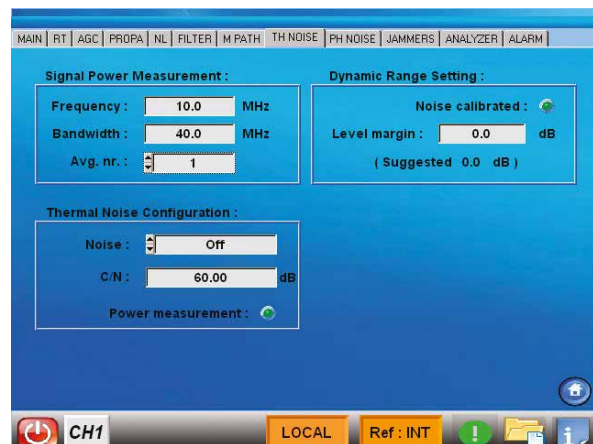 MAIN RT AGC PROPA NL FILTER M PATH TH NOISE PH NOISE JAMMERS ANALYZER ALARM
Signal Power Measurement :
Frequency : 10.0 MHz
Bandwidth : 40.0 MHz
Avg. nr. : 1
Dynamic Range Setting :
Noise calibrated :
Level margin : 0.0 dB
( Suggested 0.0 dB )
Thermal Noise Configuration :
Noise : Off
C/N : 60.00 dB
Power measurement :
CH1 LOCAL Ref : INT ! i